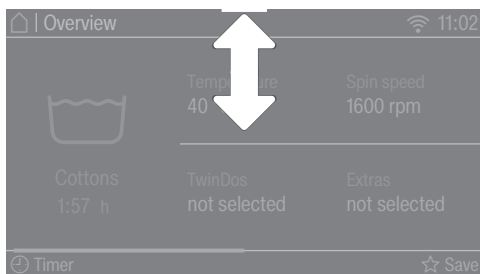 | Overview 11:02
Temperature Spin speed
40 1600 rpm
Cottons
1:57 h
TwinDos Extras
not selected not selected
Timer Save